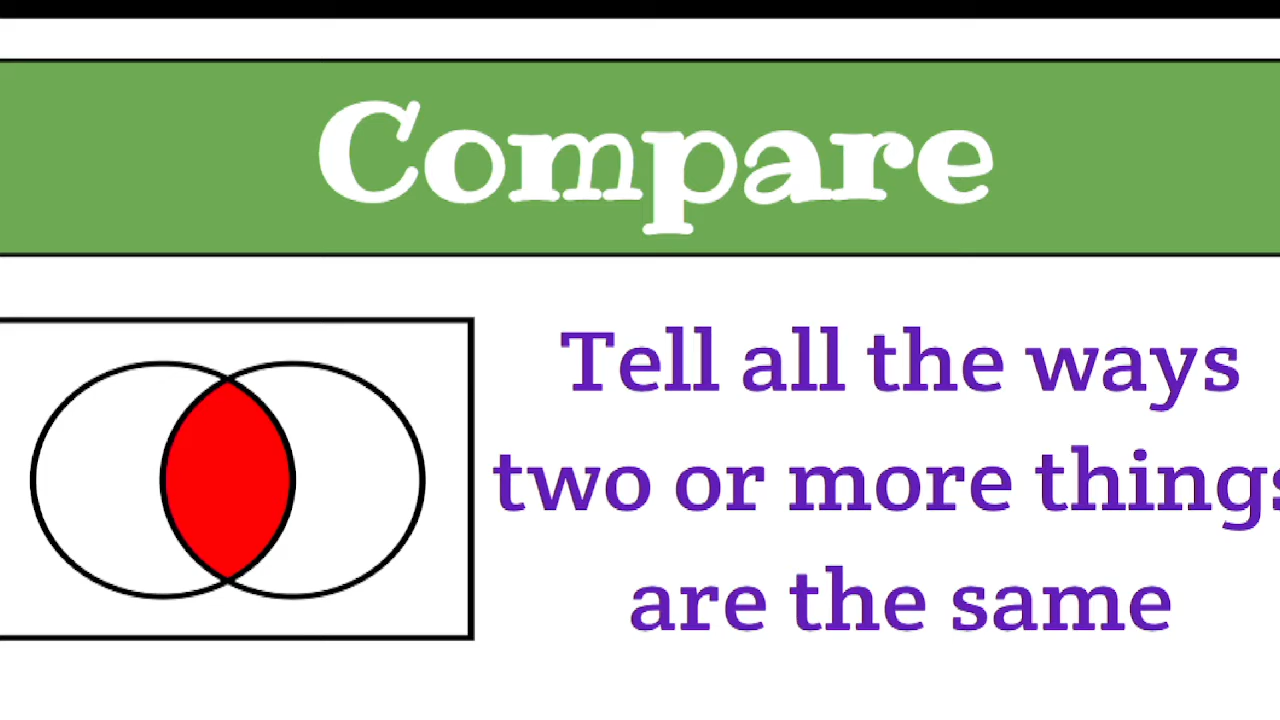 Compare
Tell all the ways
two or more things
are the same